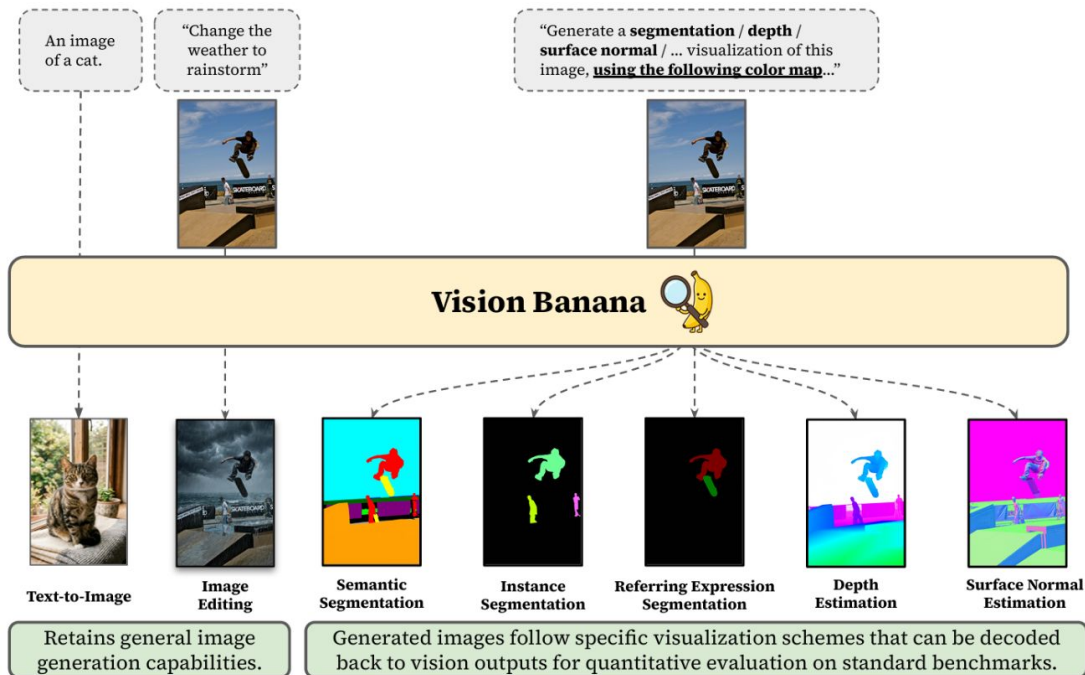 An image
of a cat.
“Change the
weather to
rainstorm”
“Generate a segmentation / depth /
surface normal / ... visualization of this
image, using the following color map...”
SKATEBOARD
SKATEBOARD
Vision Banana
SKATEBOARD
Text-to-Image
Image
Editing
Semantic
Segmentation
Instance
Segmentation
Referring Expression
Segmentation
Depth
Estimation
Surface Normal
Estimation
Retains general image
generation capabilities.
Generated images follow specific visualization schemes that can be decoded
back to vision outputs for quantitative evaluation on standard benchmarks.